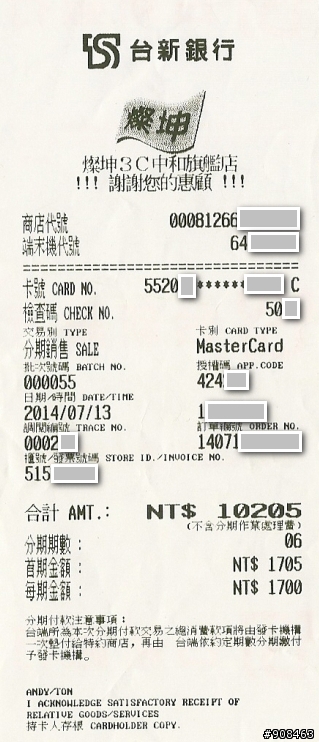 台新銀行
燦坤
燦坤3C中和旗艦店
!!! 謝謝您的惠顧 !!!
商店代號 00081266
端末機代號 64
卡號 CARD NO. 5520 ****** C
檢查碼 CHECK NO. 50
交易別 TYPE 卡別 CARD TYPE
分期銷售 SALE MasterCard
批次號碼 BATCH NO. 授權碼 APP.CODE
000055 424
日期/時間 DATE/TIME
2014/07/13 1
調閱編號 TRACE NO. 訂單編號 ORDER NO.
0002 14071
櫃號/發票號碼 STORE ID./INVOICE NO.
515
合計 AMT.: NT$ 10205
(不含分期作業處理費)
分期期數: 06
首期金額: NT$ 1705
每期金額: NT$ 1700
分期付款注意事項:
台端所為本次分期付款交易之總消費款項將由發卡機構
一次墊付給特約商店,再由 台端依約定期數分期繳付
予發卡機構。
ANDY/TON
I ACKNOWLEDGE SATISFACTORY RECEIPT OF
RELATIVE GOODS/SERVICES
持卡人存根 CARDHOLDER COPY.
#908463